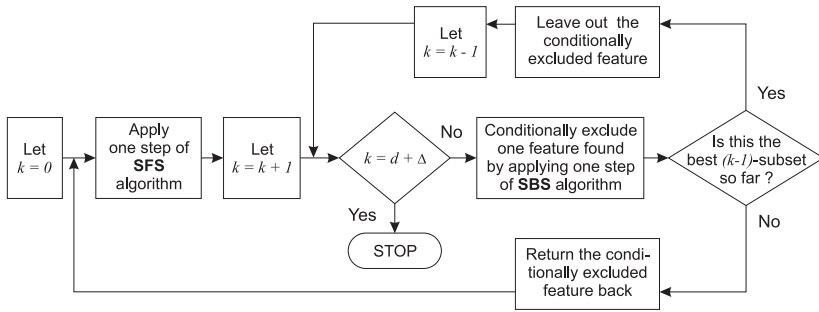 Let
k = 0
Apply
one step of
SFS
algorithm
Let
k = k + 1
k = d + Δ
No
Yes
STOP
Conditionally exclude
one feature found
by applying one step
of SBS algorithm
Is this the
best (k-1)-subset
so far ?
Yes
Leave out the
conditionally
excluded feature
Let
k = k - 1
No
Return the condi-
tionally excluded
feature back